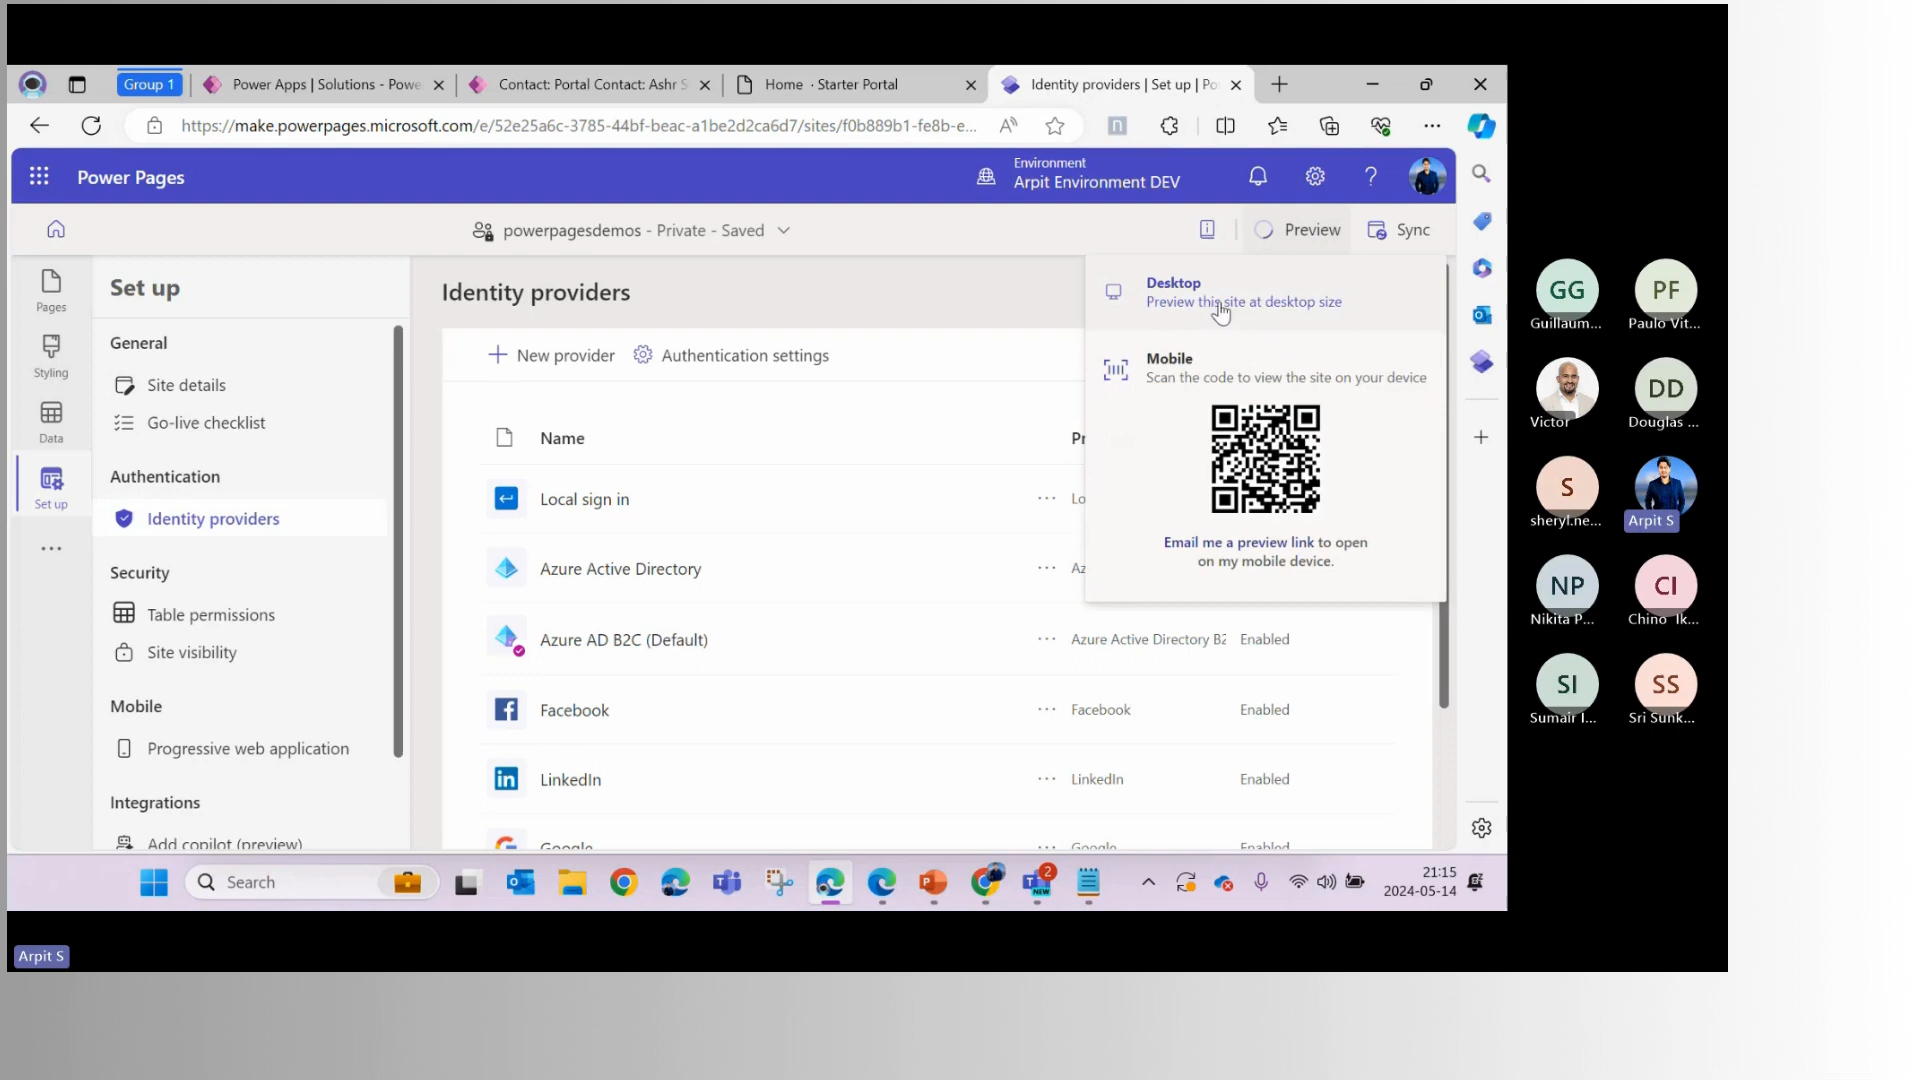 Group 1
Power Apps | Solutions - Powe
Contact: Portal Contact: Ashr S
Home · Starter Portal
Identity providers | Set up | Po
https://make.powerpages.microsoft.com/e/52e25a6c-3785-44bf-beac-a1be2d2ca6d7/sites/f0b889b1-fe8b-e...
Power Pages
Environment
Arpit Environment DEV
powerpagesdemos - Private - Saved
Preview
Sync
Pages
Styling
Data
Set up
Set up
General
Site details
Go-live checklist
Authentication
Identity providers
Security
Table permissions
Site visibility
Mobile
Progressive web application
Integrations
Add copilot (preview)
Identity providers
New provider
Authentication settings
Name
Pr
Local sign in
Lo
Azure Active Directory
Az
Azure AD B2C (Default)
Azure Active Directory B2
Enabled
Facebook
Facebook
Enabled
LinkedIn
LinkedIn
Enabled
Google
Google
Enabled
Desktop
Preview this site at desktop size
Mobile
Scan the code to view the site on your device
Email me a preview link to open
on my mobile device.
GG
Guillaum...
PF
Paulo Vit...
Victor
DD
Douglas ...
S
sheryl.ne...
Arpit S
NP
Nikita P...
CI
Chino Ik...
SI
Sumair I...
SS
Sri Sunk...
Search
NEW
2
21:15
2024-05-14
Arpit S